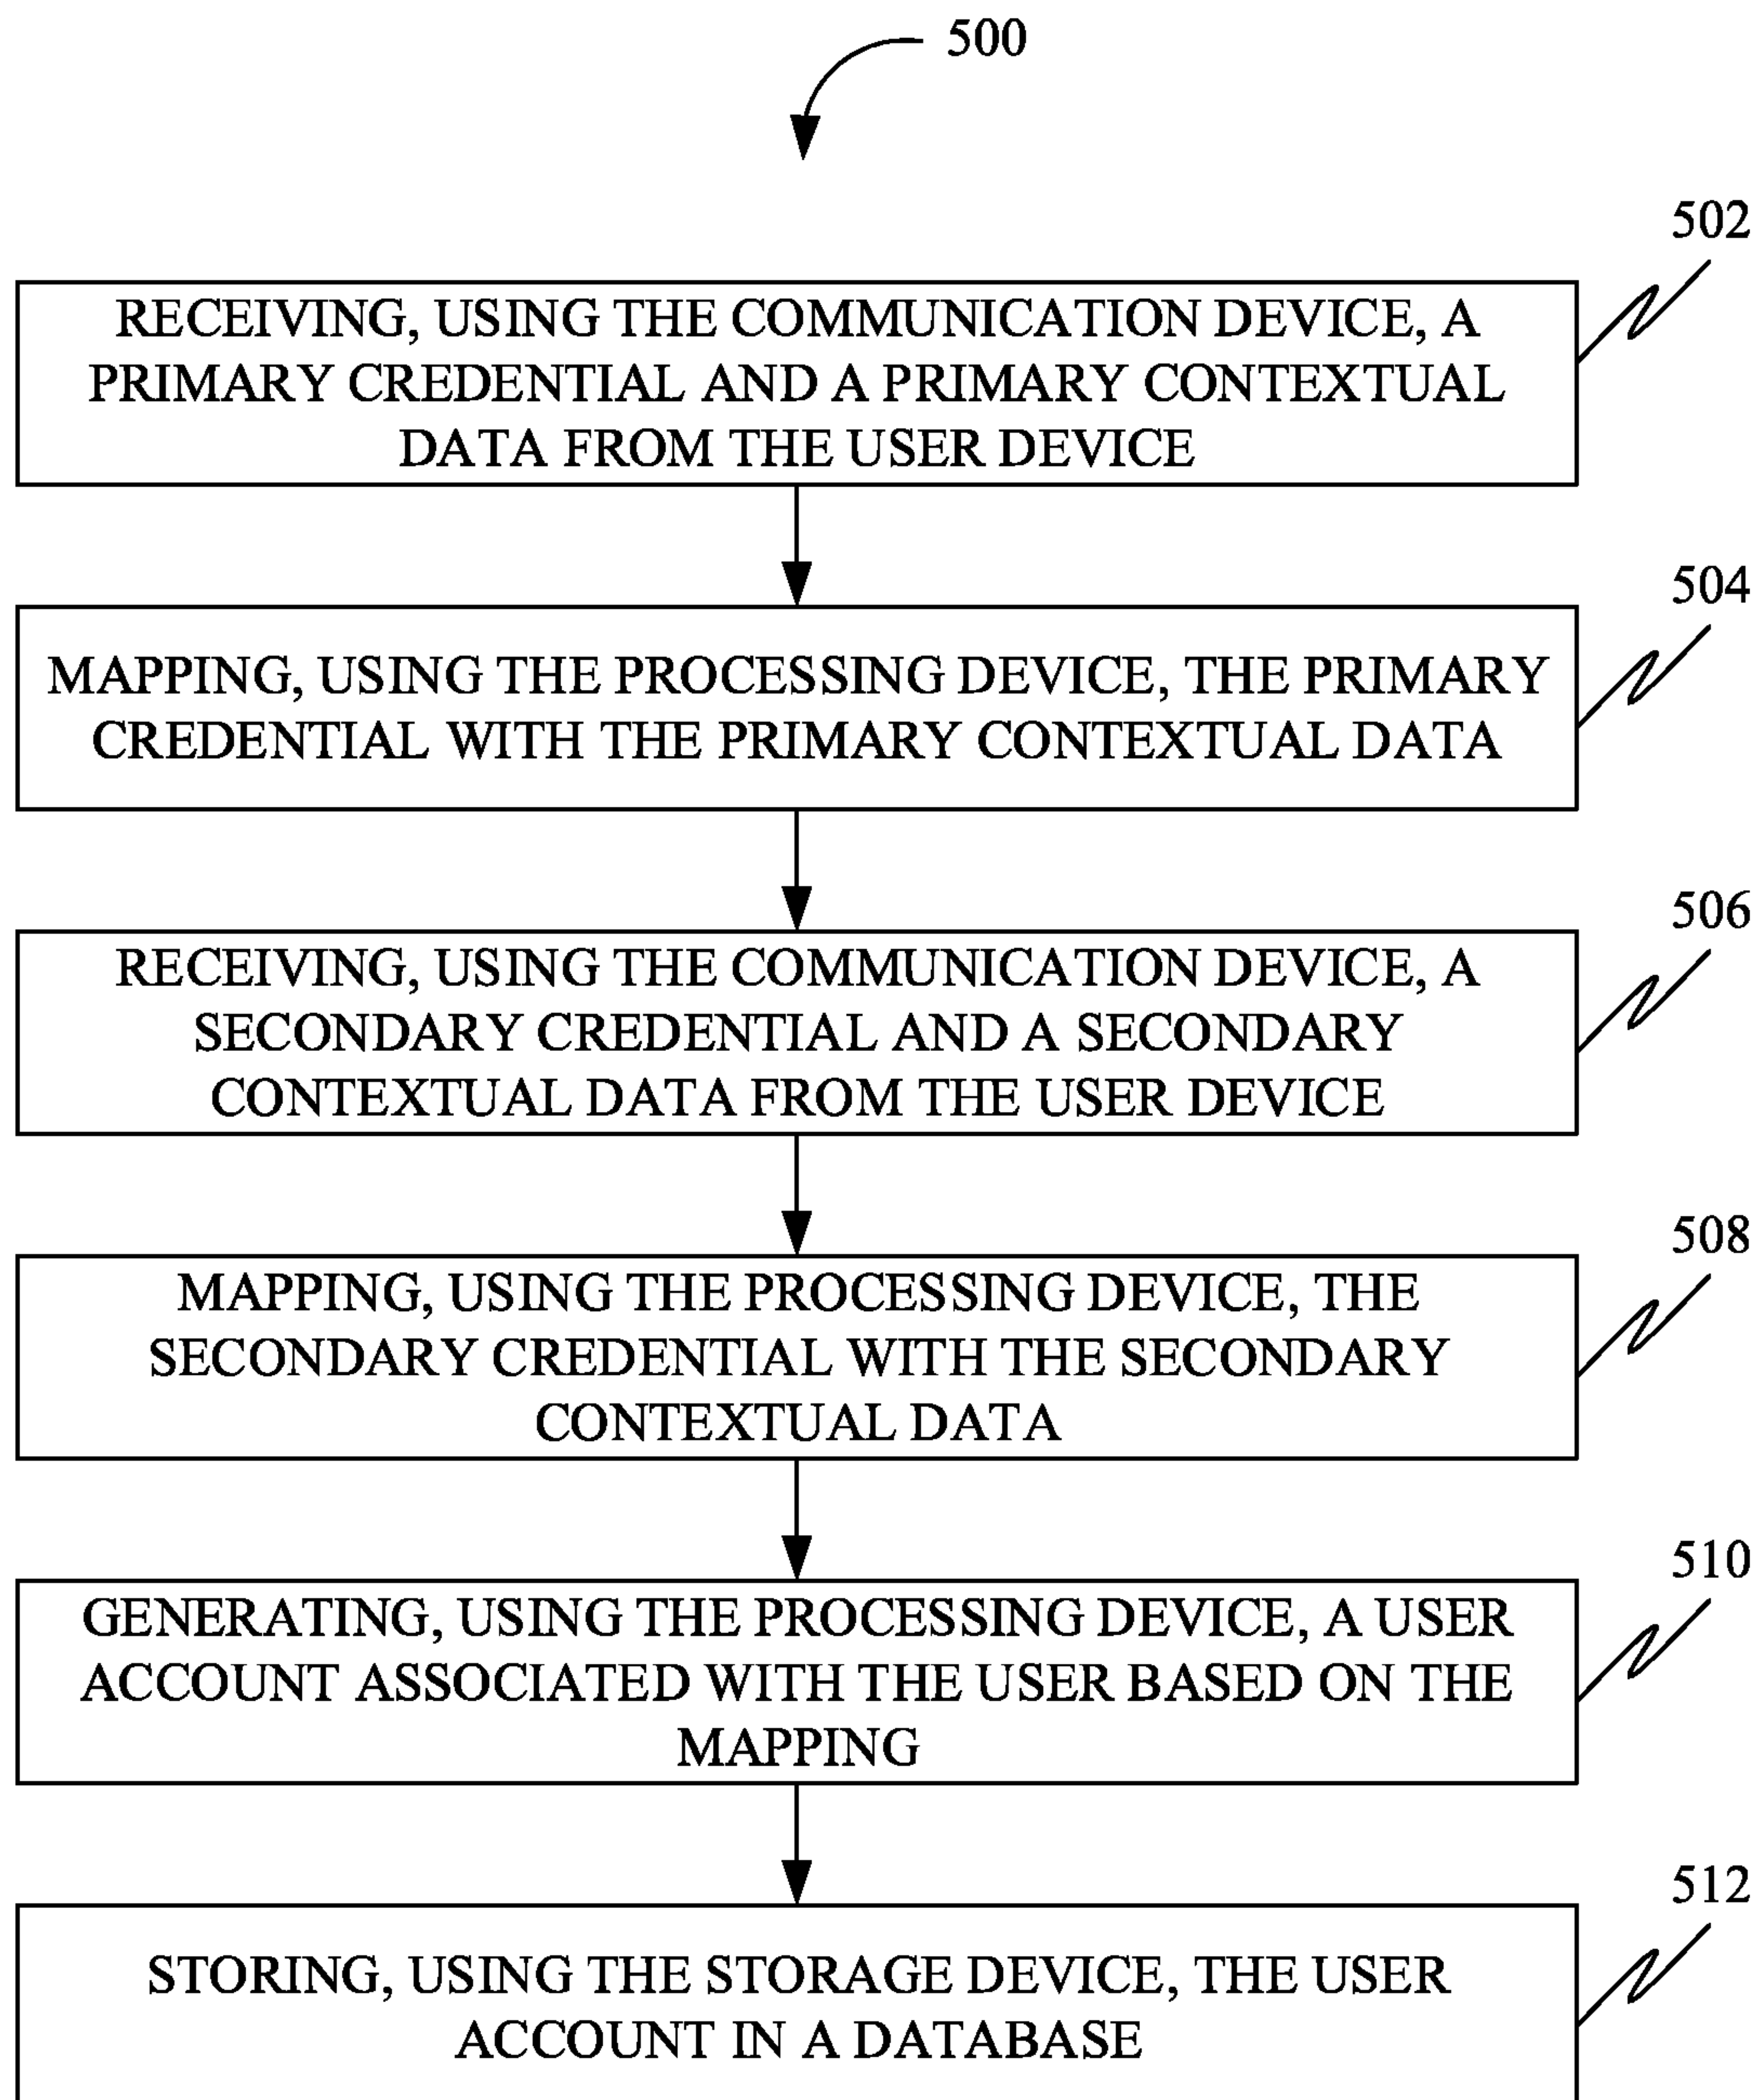 500
502
RECEIVING, USING THE COMMUNICATION DEVICE, A
PRIMARY CREDENTIAL AND A PRIMARY CONTEXTUAL
DATA FROM THE USER DEVICE
504
MAPPING, USING THE PROCESSING DEVICE, THE PRIMARY
CREDENTIAL WITH THE PRIMARY CONTEXTUAL DATA
506
RECEIVING, USING THE COMMUNICATION DEVICE, A
SECONDARY CREDENTIAL AND A SECONDARY
CONTEXTUAL DATA FROM THE USER DEVICE
508
MAPPING, USING THE PROCESSING DEVICE, THE
SECONDARY CREDENTIAL WITH THE SECONDARY
CONTEXTUAL DATA
510
GENERATING, USING THE PROCESSING DEVICE, A USER
ACCOUNT ASSOCIATED WITH THE USER BASED ON THE
MAPPING
512
STORING, USING THE STORAGE DEVICE, THE USER
ACCOUNT IN A DATABASE